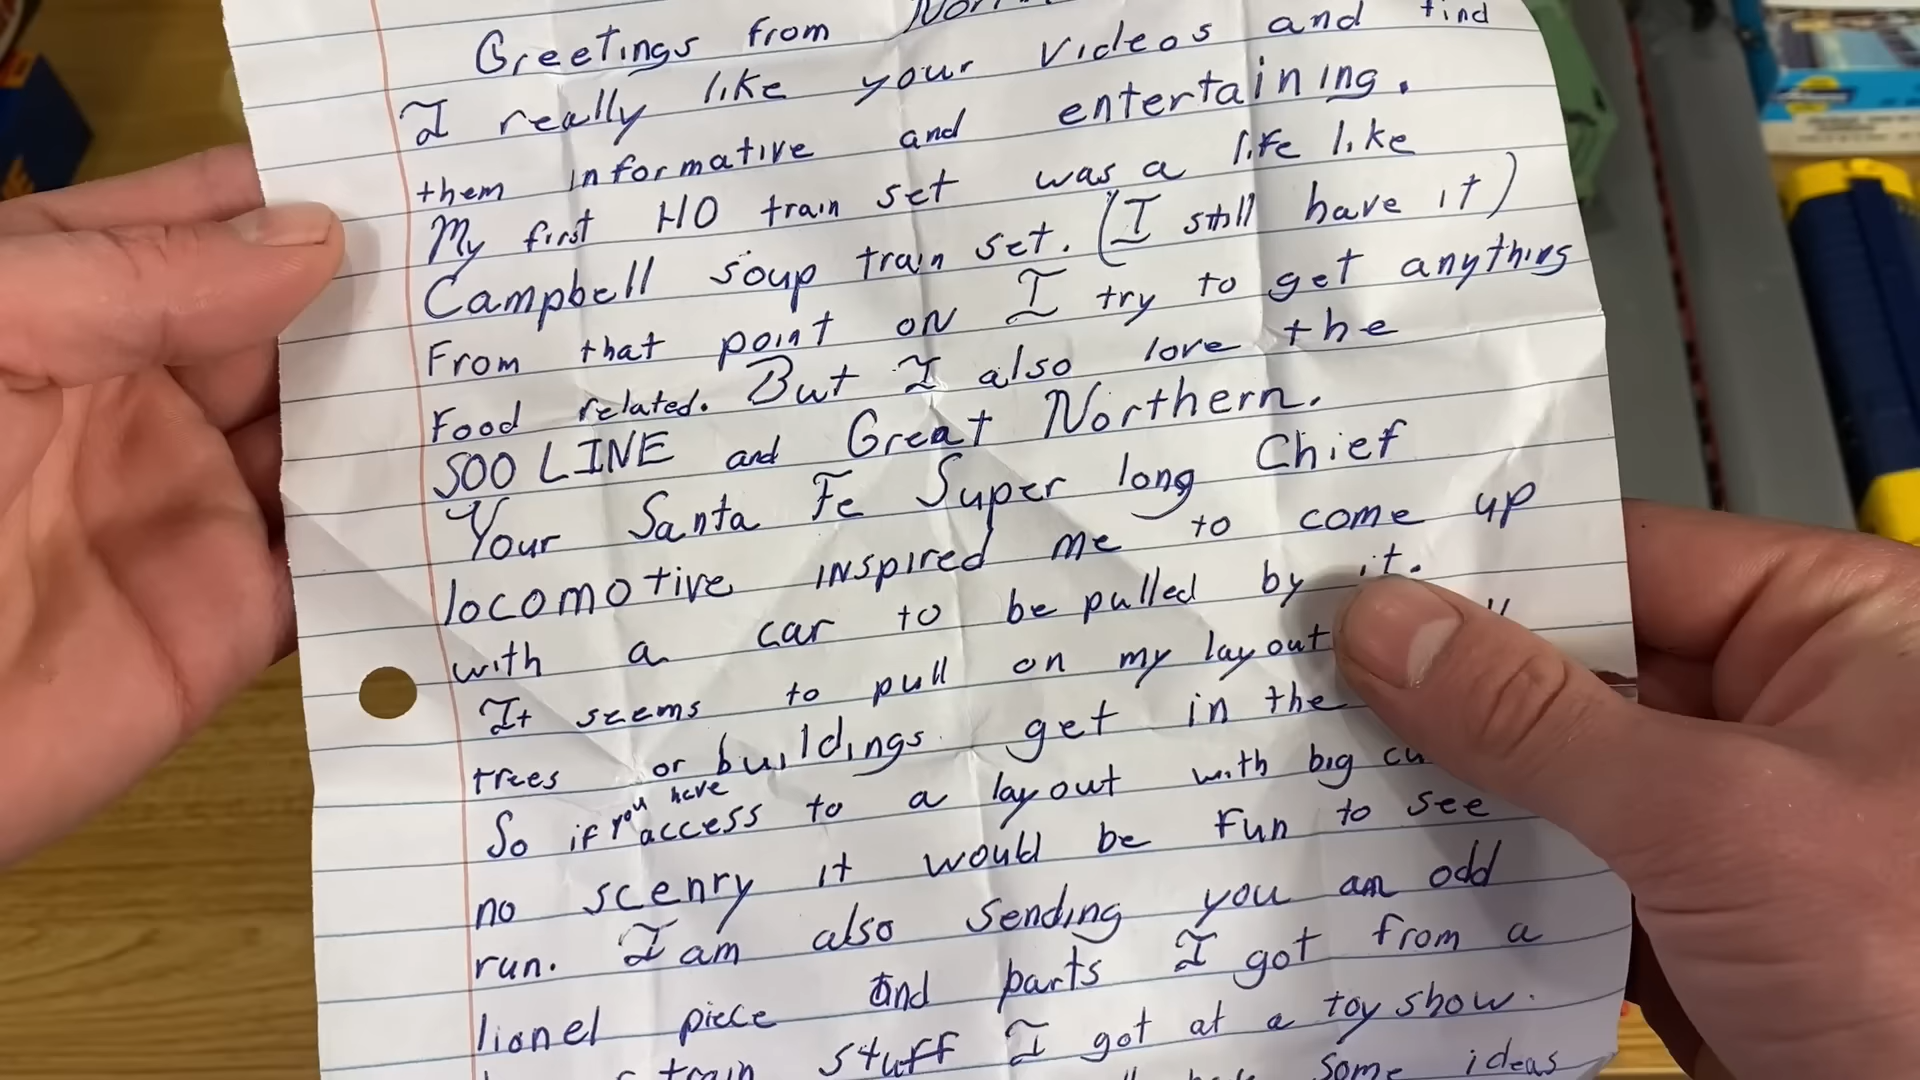 Greetings from
I really like your videos and find
them informative and entertaining.
My first HO train set was a life like
Campbell soup train set. (I still have it)
From that point on I try to get anything
Food related. But I also love the
SOO LINE and Great Northern.
Your Santa Fe Super long Chief
locomotive inspired me to come up
with a car to be pulled by it.
It seems to pull on my layout
trees or buildings get in the
So if you have access to a layout with big
no scenry it would be Fun to see
run. I am also sending you an odd
lionel piece and parts I got from a
train stuff I got at a toy show.
some ideas